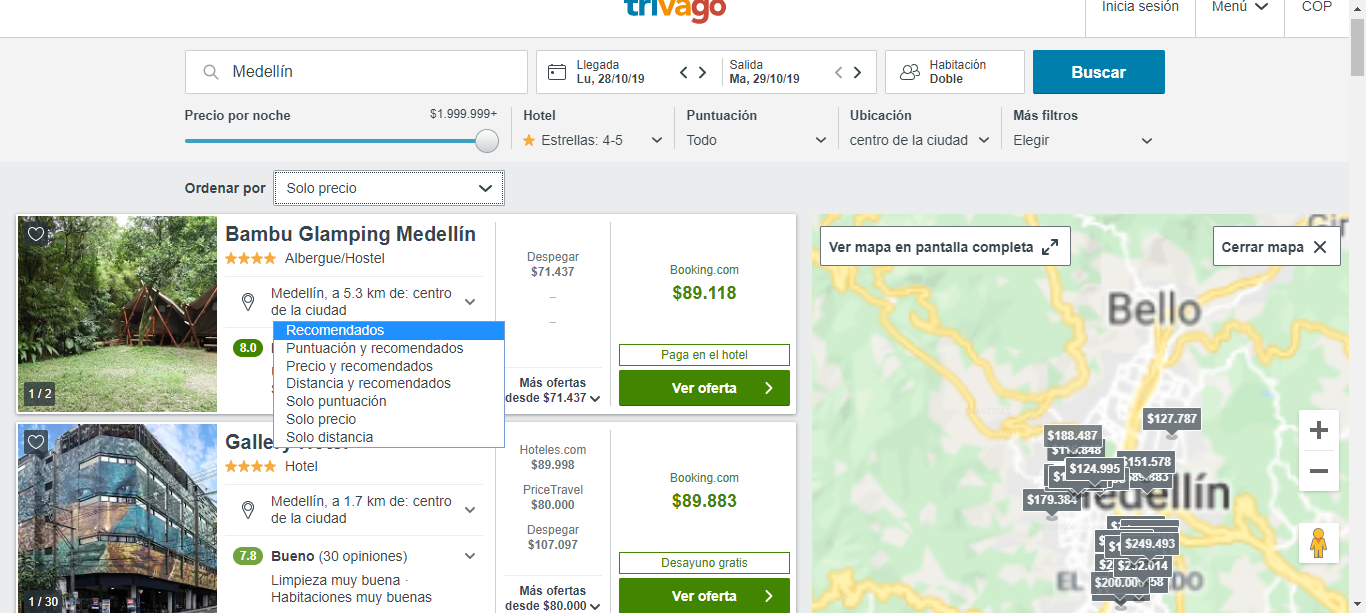 trivago
Inicia sesión
Menú
COP
Medellín
Llegada
Lu, 28/10/19
Salida
Ma, 29/10/19
Habitación
Doble
Buscar
Precio por noche
$1.999.999+
Hotel
Estrellas: 4-5
Puntuación
Todo
Ubicación
centro de la ciudad
Más filtros
Elegir
Ordenar por
Solo precio
Recomendados
Puntuación y recomendados
Precio y recomendados
Distancia y recomendados
Solo puntuación
Solo precio
Solo distancia
Bambu Glamping Medellín
Albergue/Hostel
Medellín, a 5.3 km de: centro
de la ciudad
8.0
1 / 2
Despegar
$71.437
–
–
Más ofertas
desde $71.437
Booking.com
$89.118
Paga en el hotel
Ver oferta
Hotel
Medellín, a 1.7 km de: centro
de la ciudad
7.8
Bueno (30 opiniones)
Limpieza muy buena ·
Habitaciones muy buenas
1 / 30
Hoteles.com
$89.998
PriceTravel
$80.000
Despegar
$107.097
Más ofertas
desde $80.000
Booking.com
$89.883
Desayuno gratis
Ver oferta
Ver mapa en pantalla completa
Cerrar mapa
Bello
$127.787
$188.487
$124.995
$151.578
$179.384
$249.493